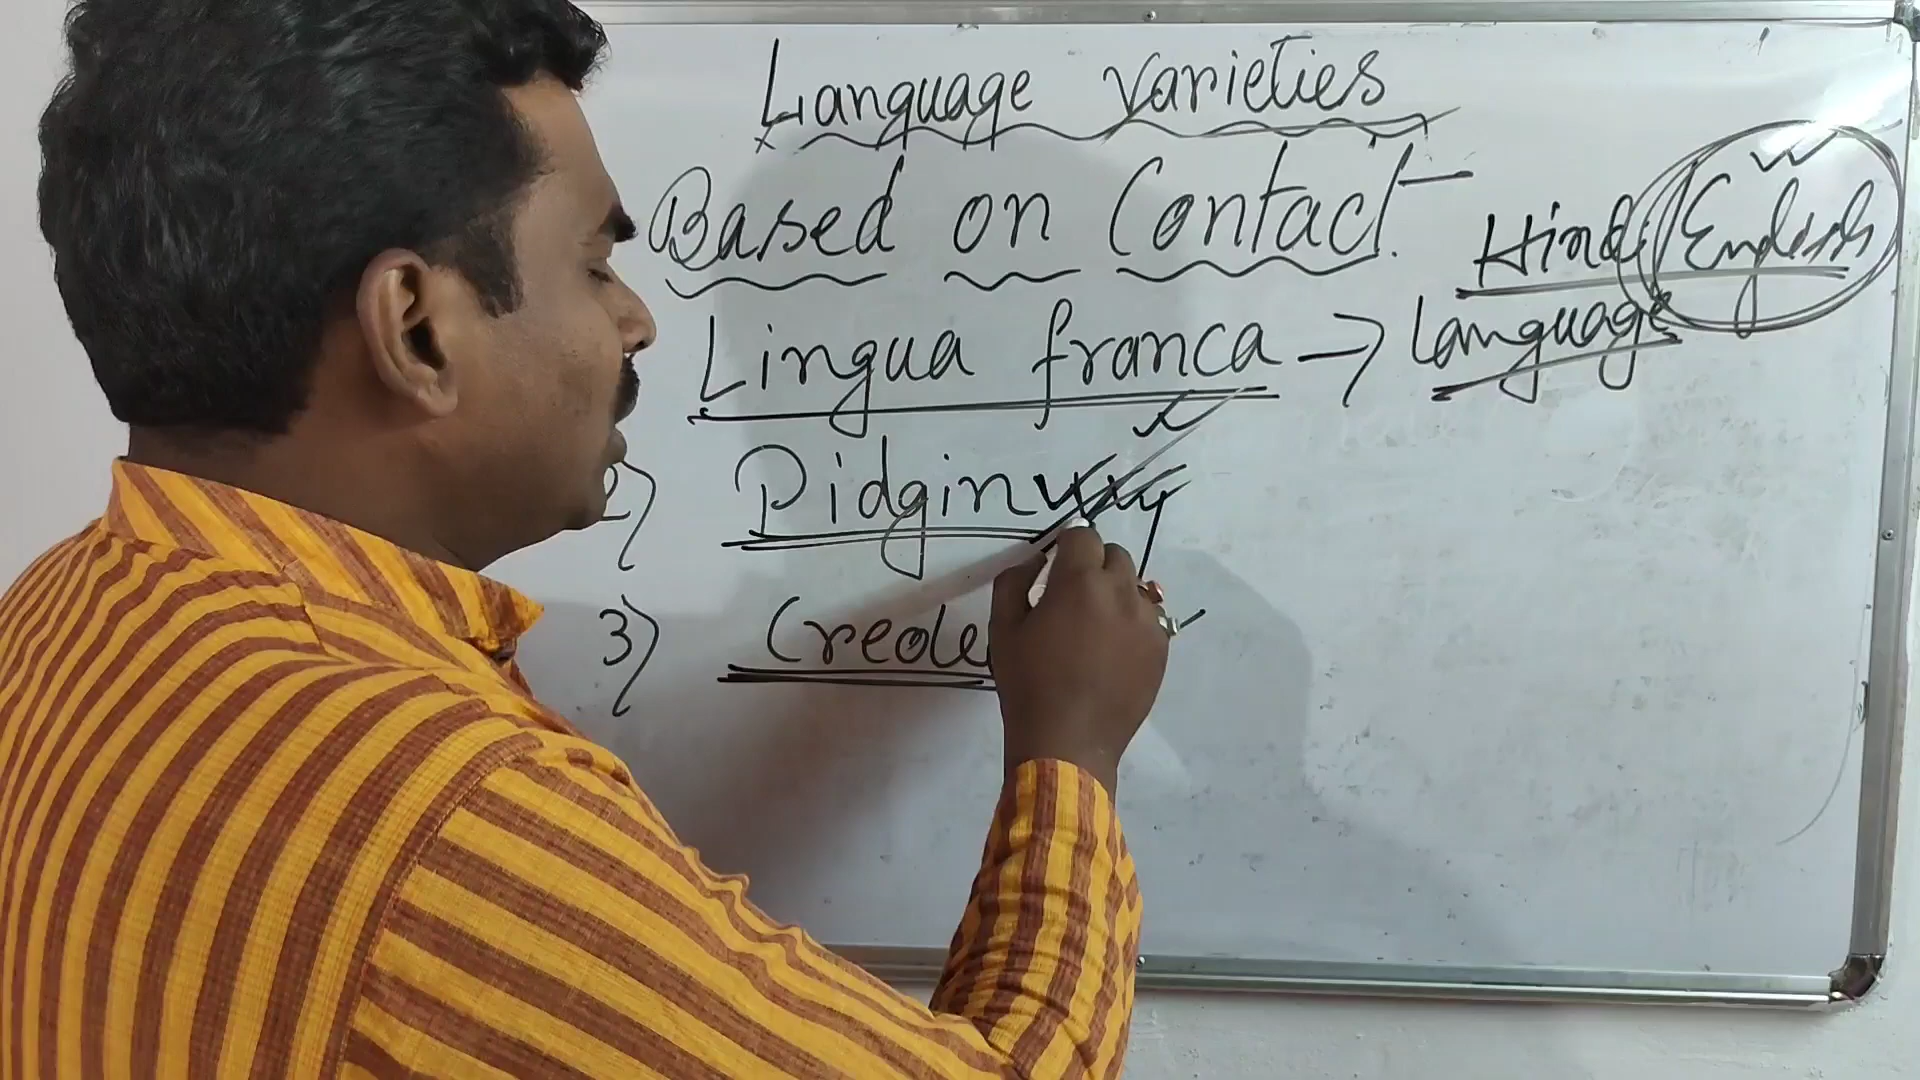 Language varieties
Based on Contact.
Hindi English
Lingua franca → Language
2) Pidgin
3) Creole